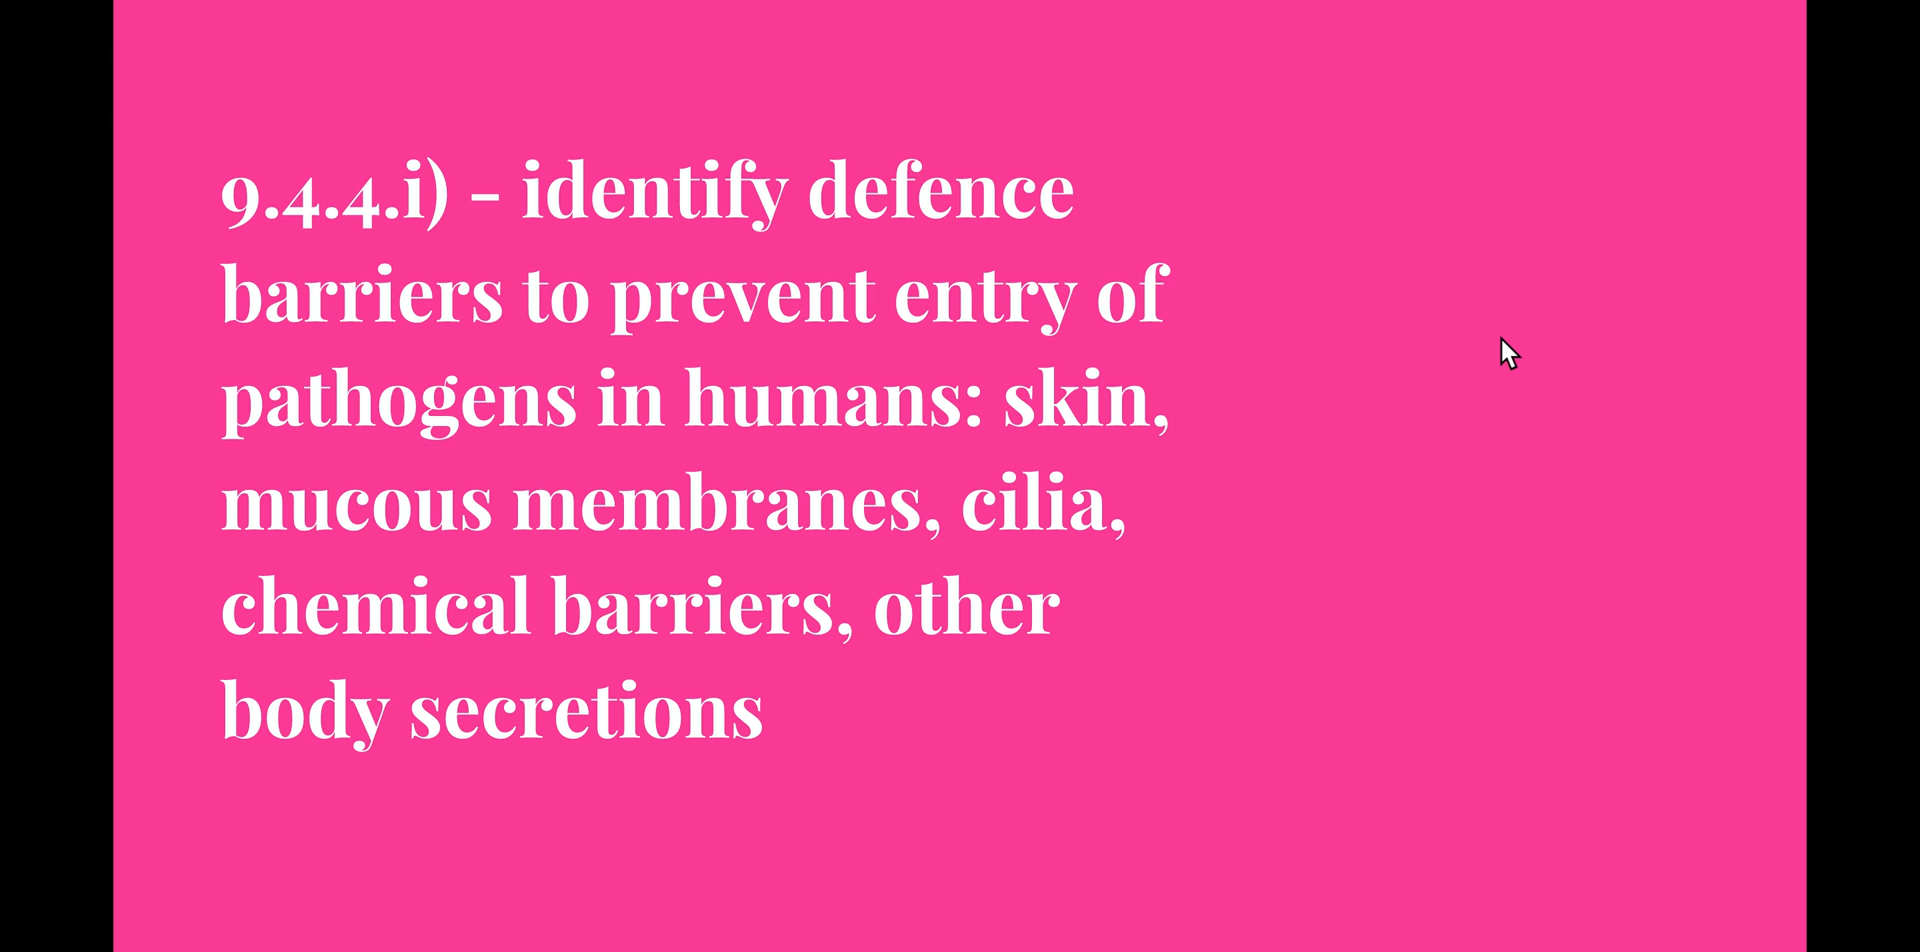 9.4.4.i) - identify defence
barriers to prevent entry of
pathogens in humans: skin,
mucous membranes, cilia,
chemical barriers, other
body secretions